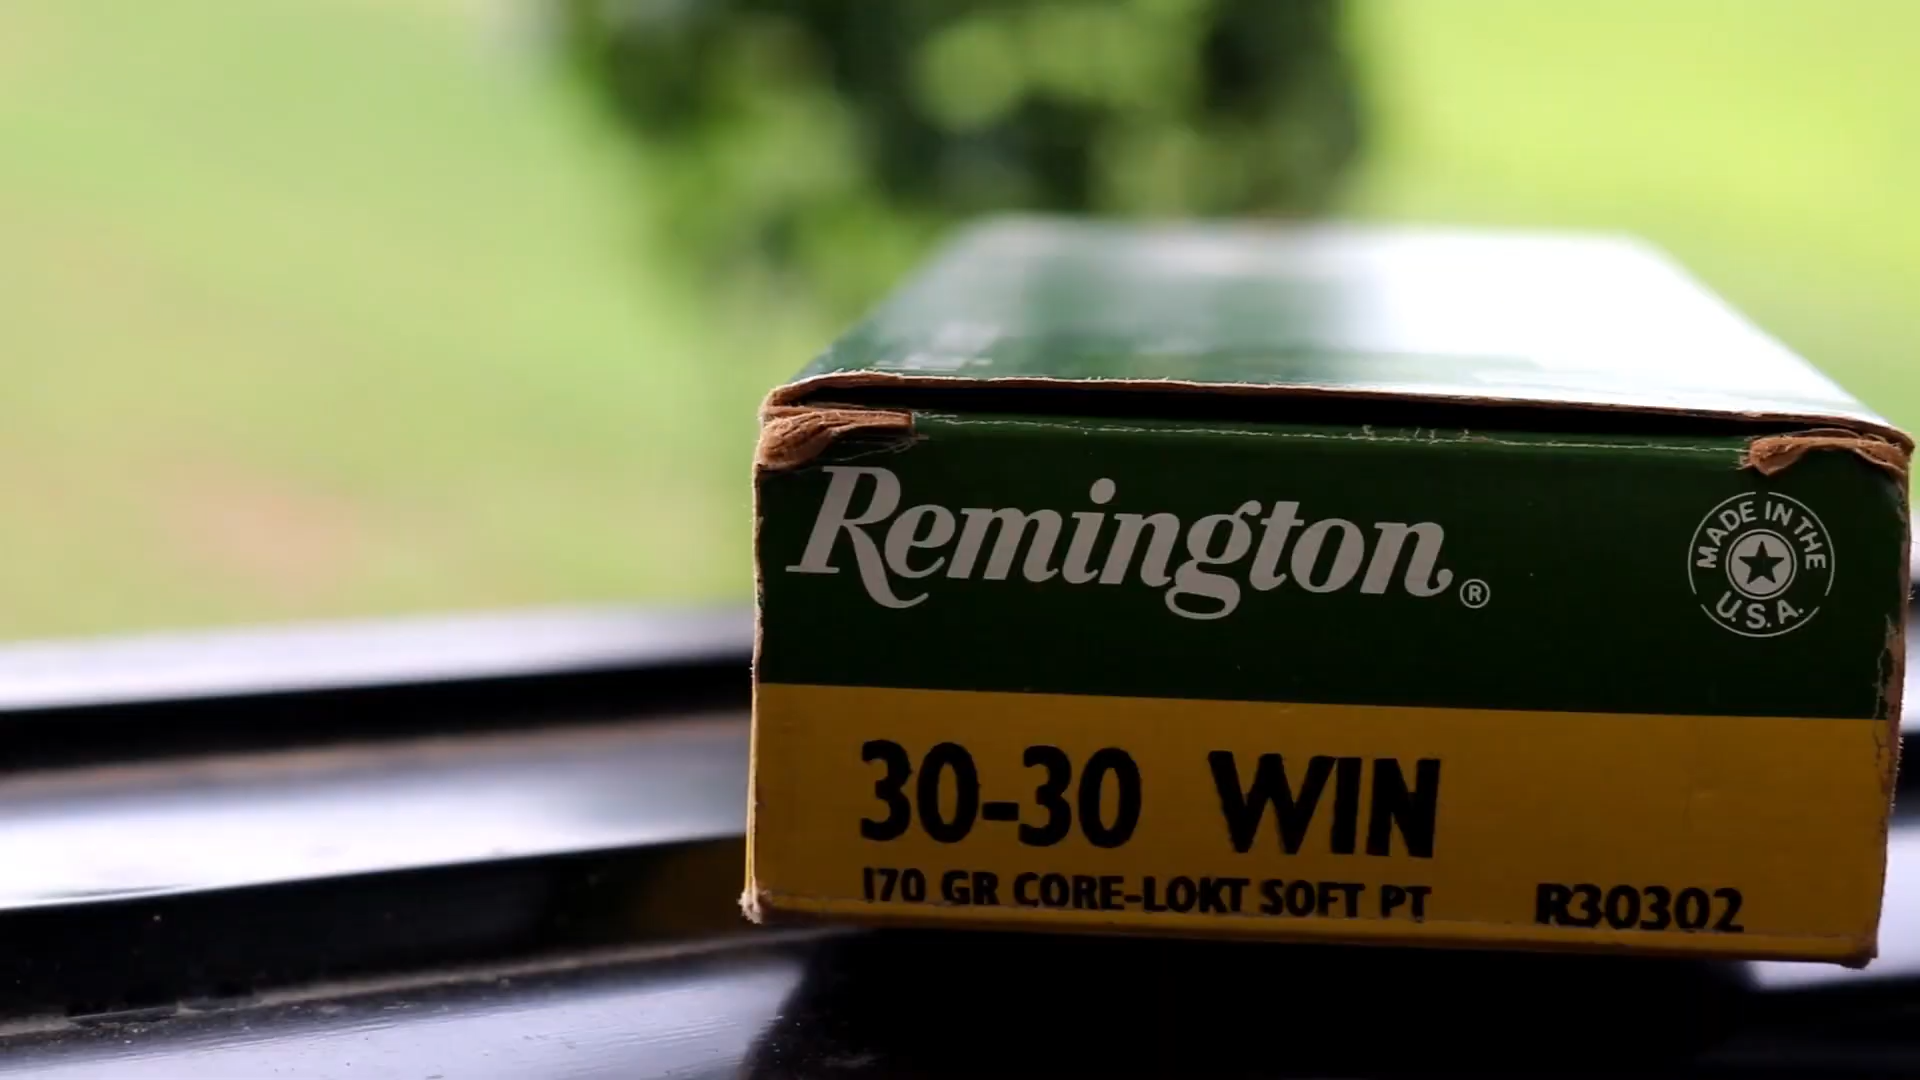 Remington®
MADE IN THE
U.S.A.
30-30 WIN
170 GR CORE-LOKT SOFT PT R30302